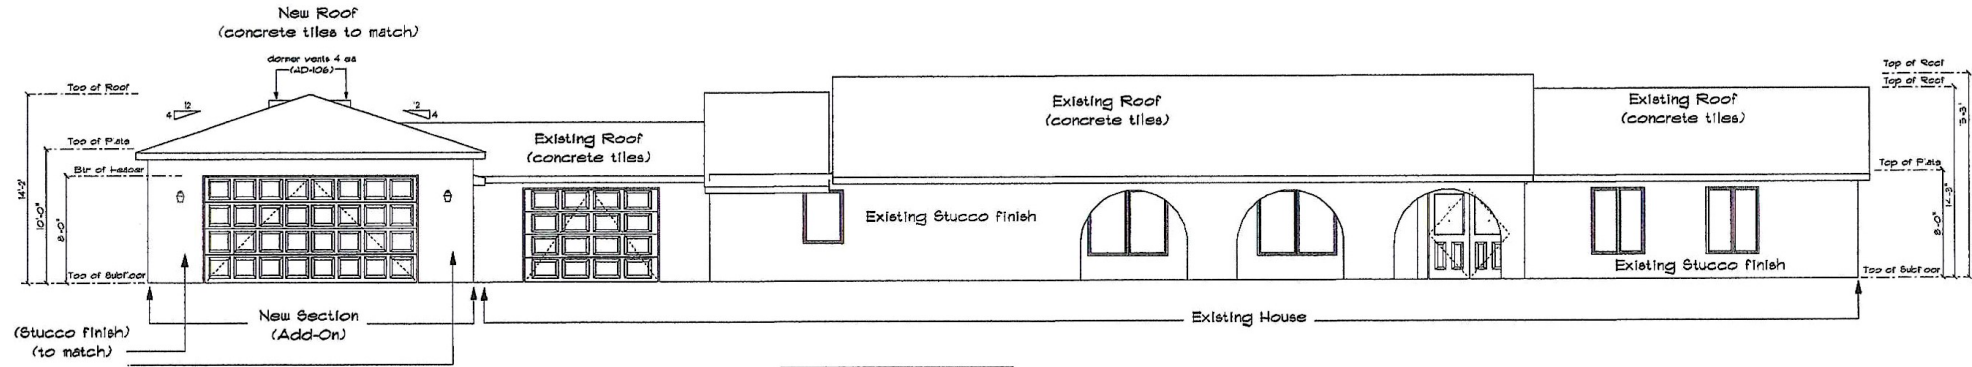 New Roof
(concrete tiles to match)
dormer vents 4 ea
(AD-106)
Top of Roof
12
4
12
4
Top of Plate
Btr of Header
14'-2"
10'-0"
8'-0"
Top of Subfloor
Existing Roof
(concrete tiles)
Existing Roof
(concrete tiles)
Existing Roof
(concrete tiles)
Top of Roof
Top of Roof
Top of Plate
8'-0"
Top of Subfloor
Existing Stucco finish
Existing Stucco finish
New Section
(Add-On)
Existing House
(Stucco finish)
(to match)